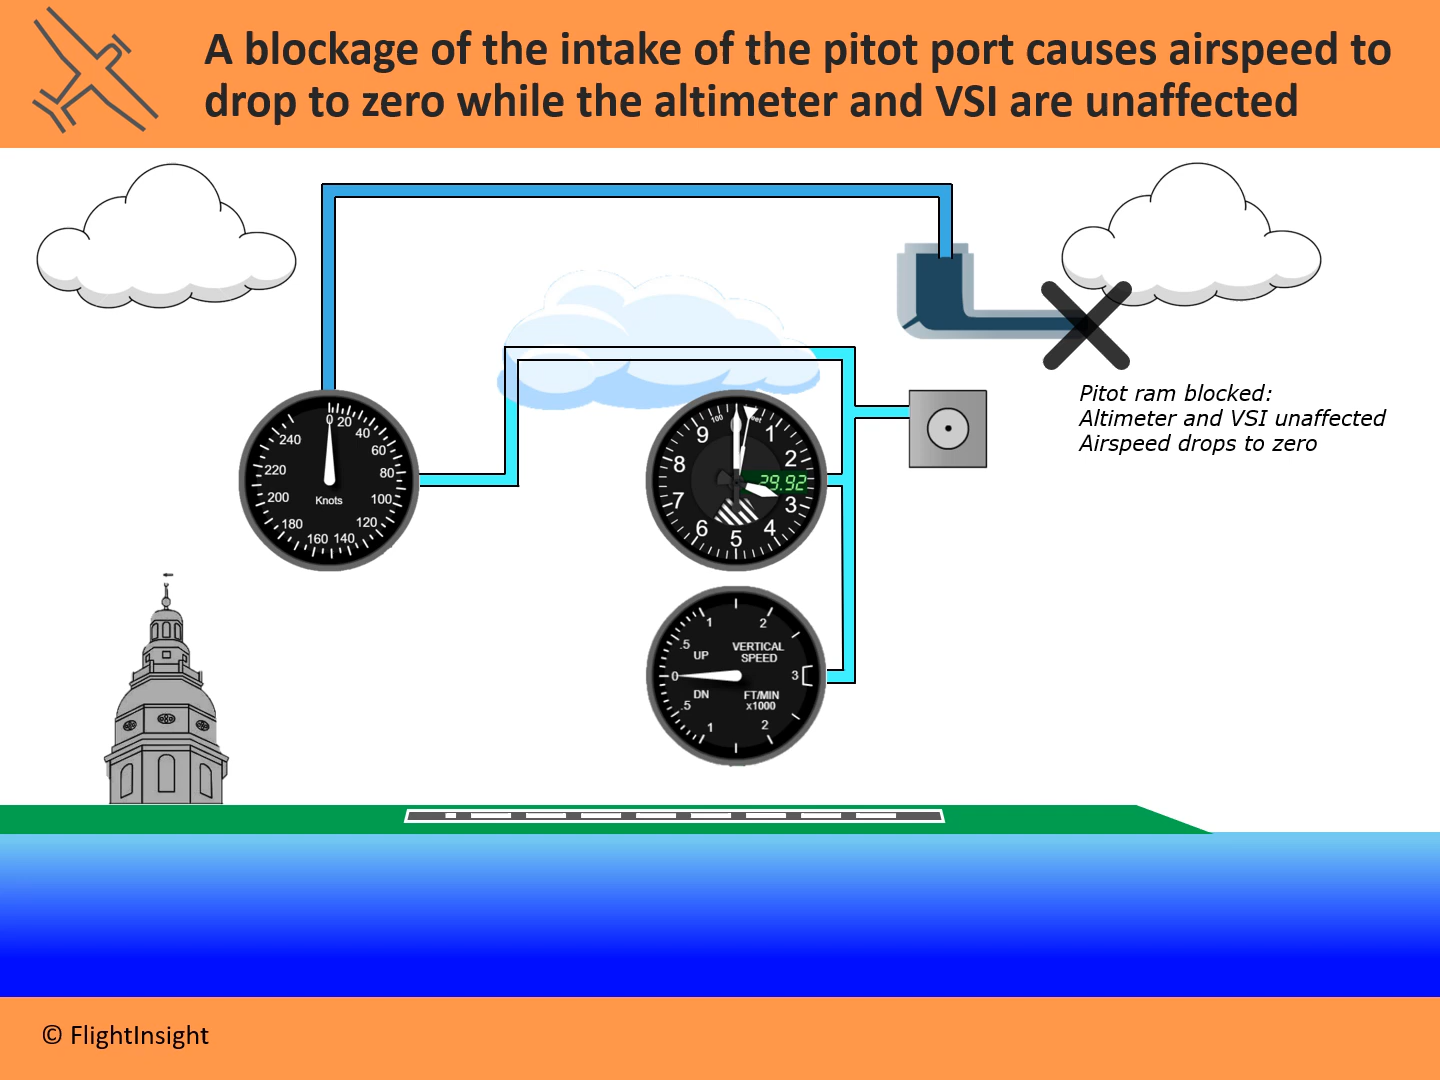 A blockage of the intake of the pitot port causes airspeed to
drop to zero while the altimeter and VSI are unaffected
Pitot ram blocked:
Altimeter and VSI unaffected
Airspeed drops to zero
0
20
40
60
80
100
120
140
160
180
200
220
240
Knots
100
eet
9
1
8
2
29.92
7
3
6
4
5
1
2
.5
UP
VERTICAL
SPEED
0
3
DN
FT/MIN
x1000
.5
1
2
© FlightInsight